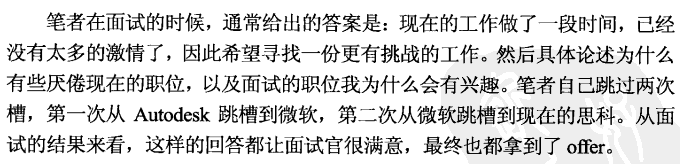 笔者在面试的时候，通常给出的答案是：现在的工作做了一段时间，已经
没有太多的激情了，因此希望寻找一份更有挑战的工作。然后具体论述为什么
有些厌倦现在的职位，以及面试的职位我为什么会有兴趣。笔者自己跳过两次
槽，第一次从 Autodesk 跳槽到微软，第二次从微软跳槽到现在的思科。从面
试的结果来看，这样的回答都让面试官很满意，最终也都拿到了 offer。